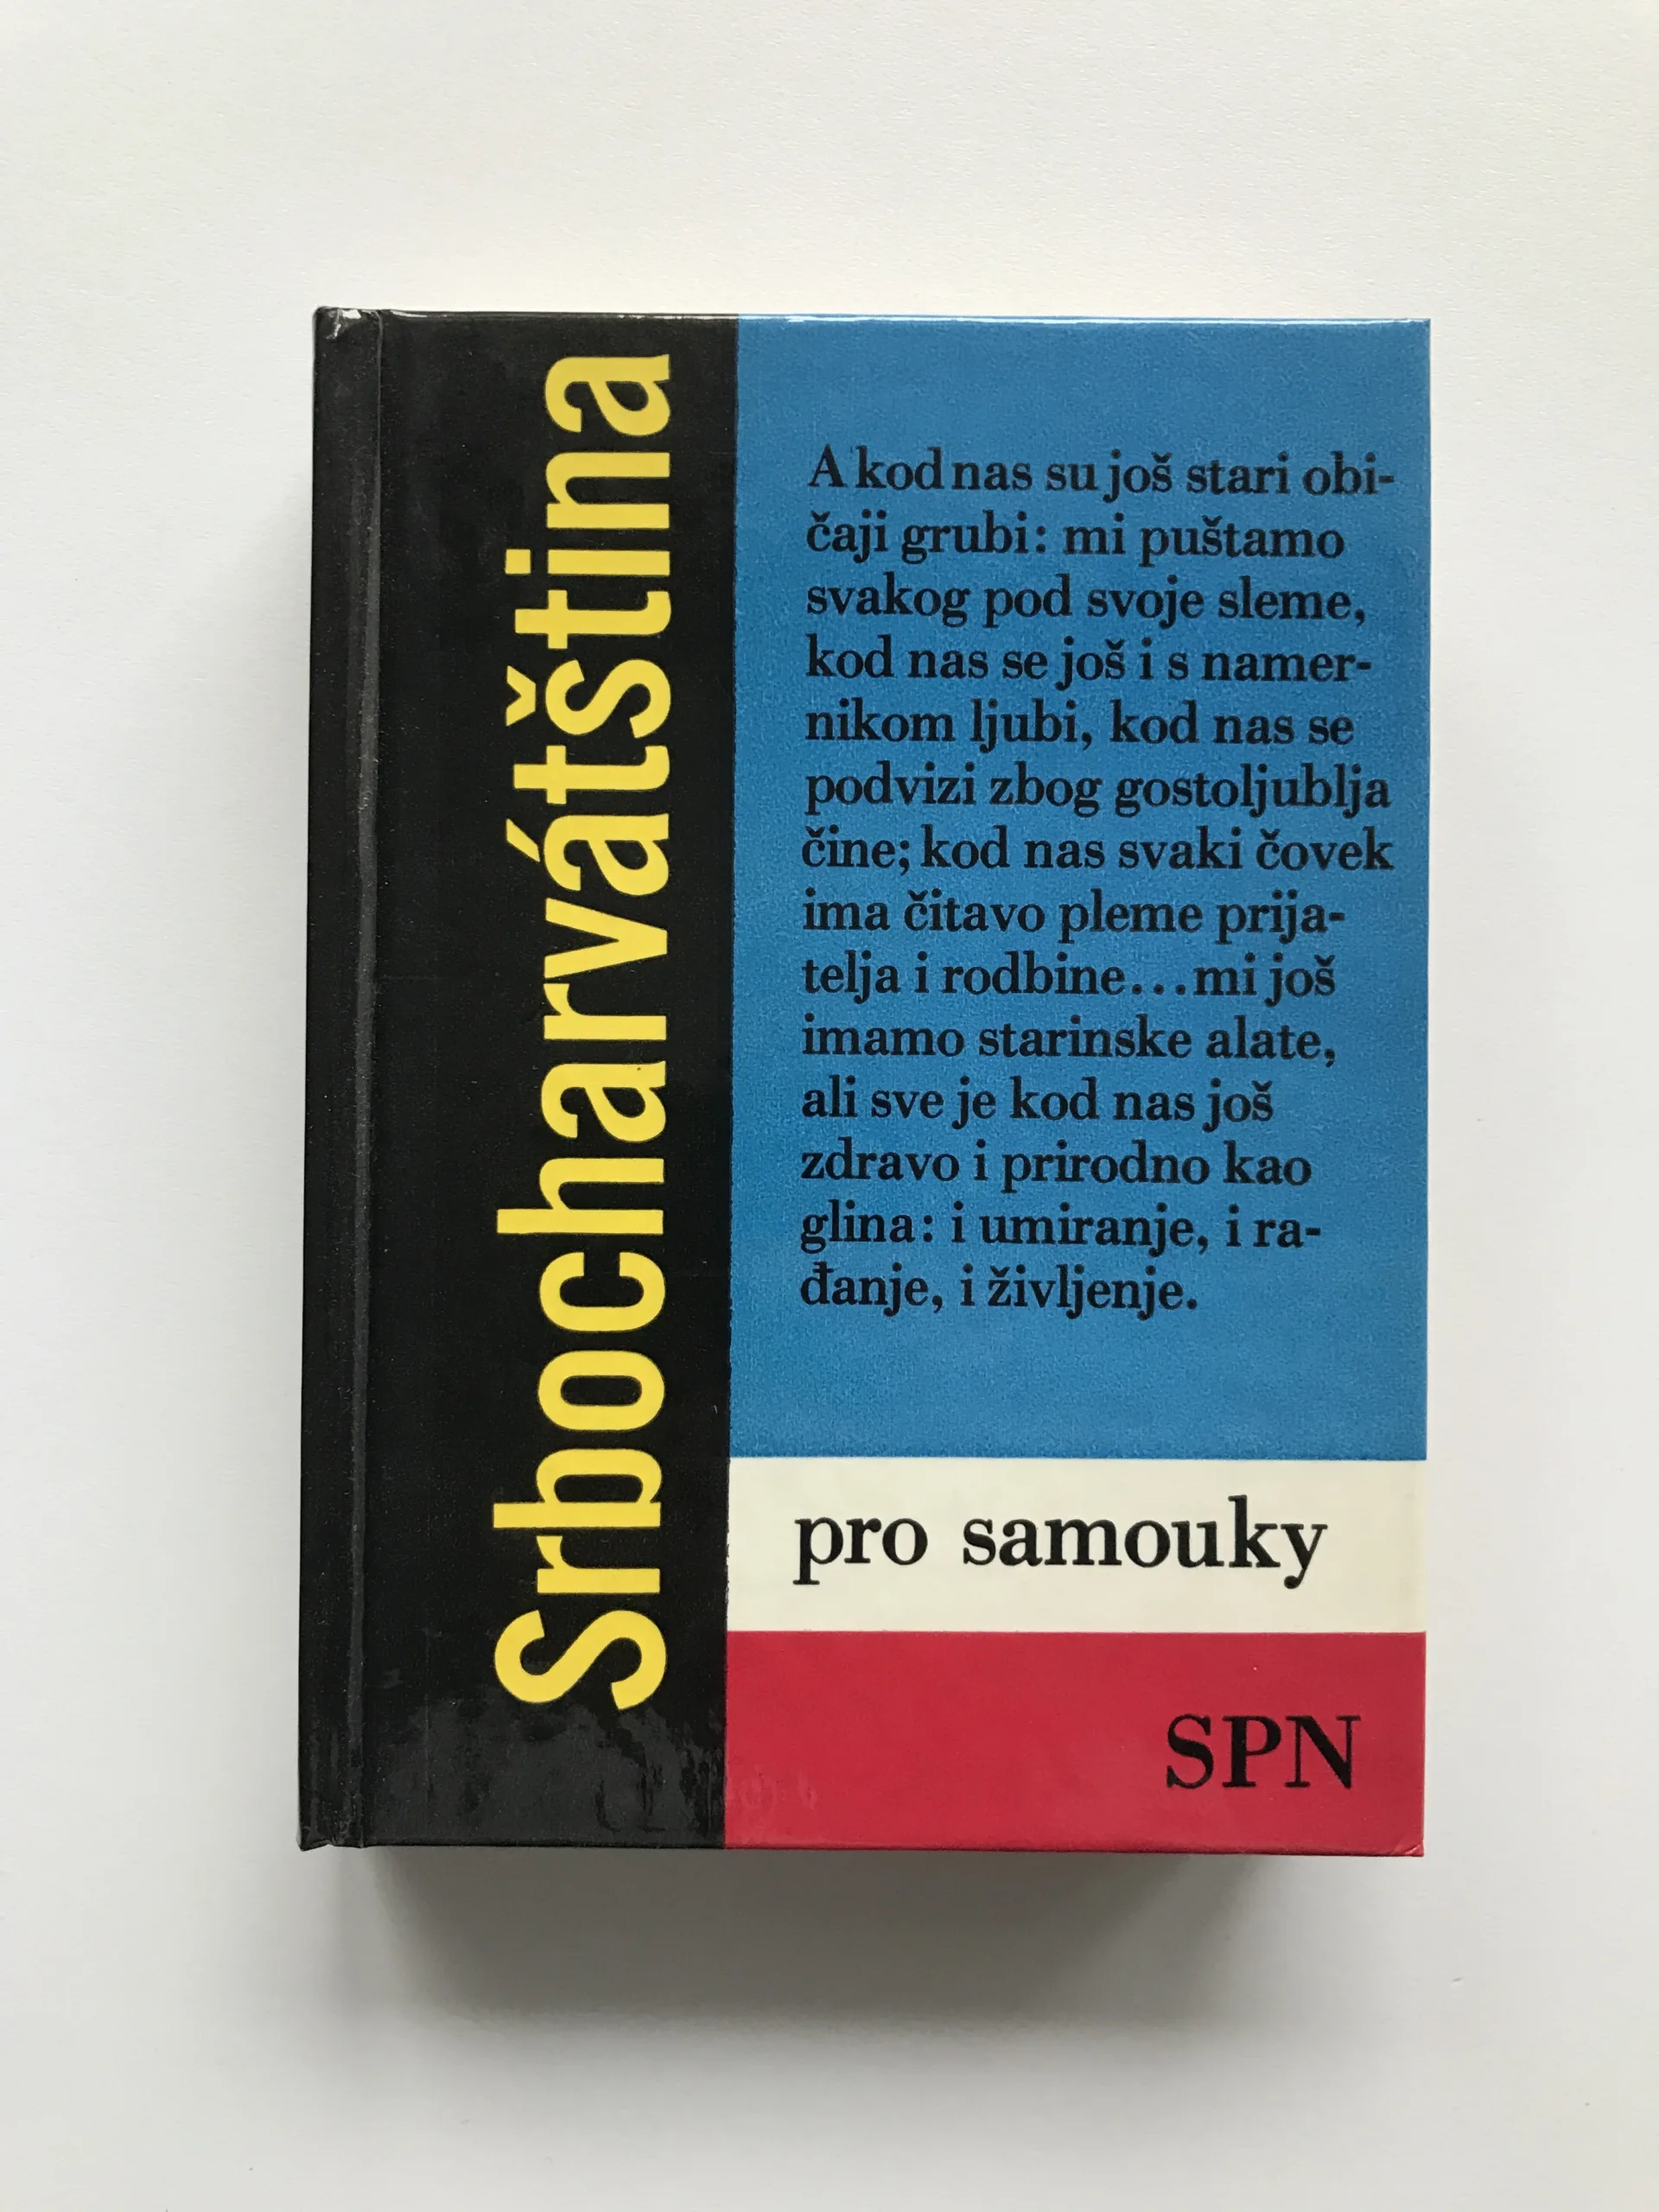 Srbocharvátština
A kod nas su još stari obi-
čaji grubi: mi puštamo
svakog pod svoje sleme,
kod nas se još i s namer-
nikom ljubi, kod nas se
podvizi zbog gostoljublja
čine; kod nas svaki čovek
ima čitavo pleme prija-
telja i rodbine...mi još
imamo starinske alate,
ali sve je kod nas još
zdravo i prirodno kao
glina: i umiranje, i ra-
đanje, i življenje.
pro samouky
SPN